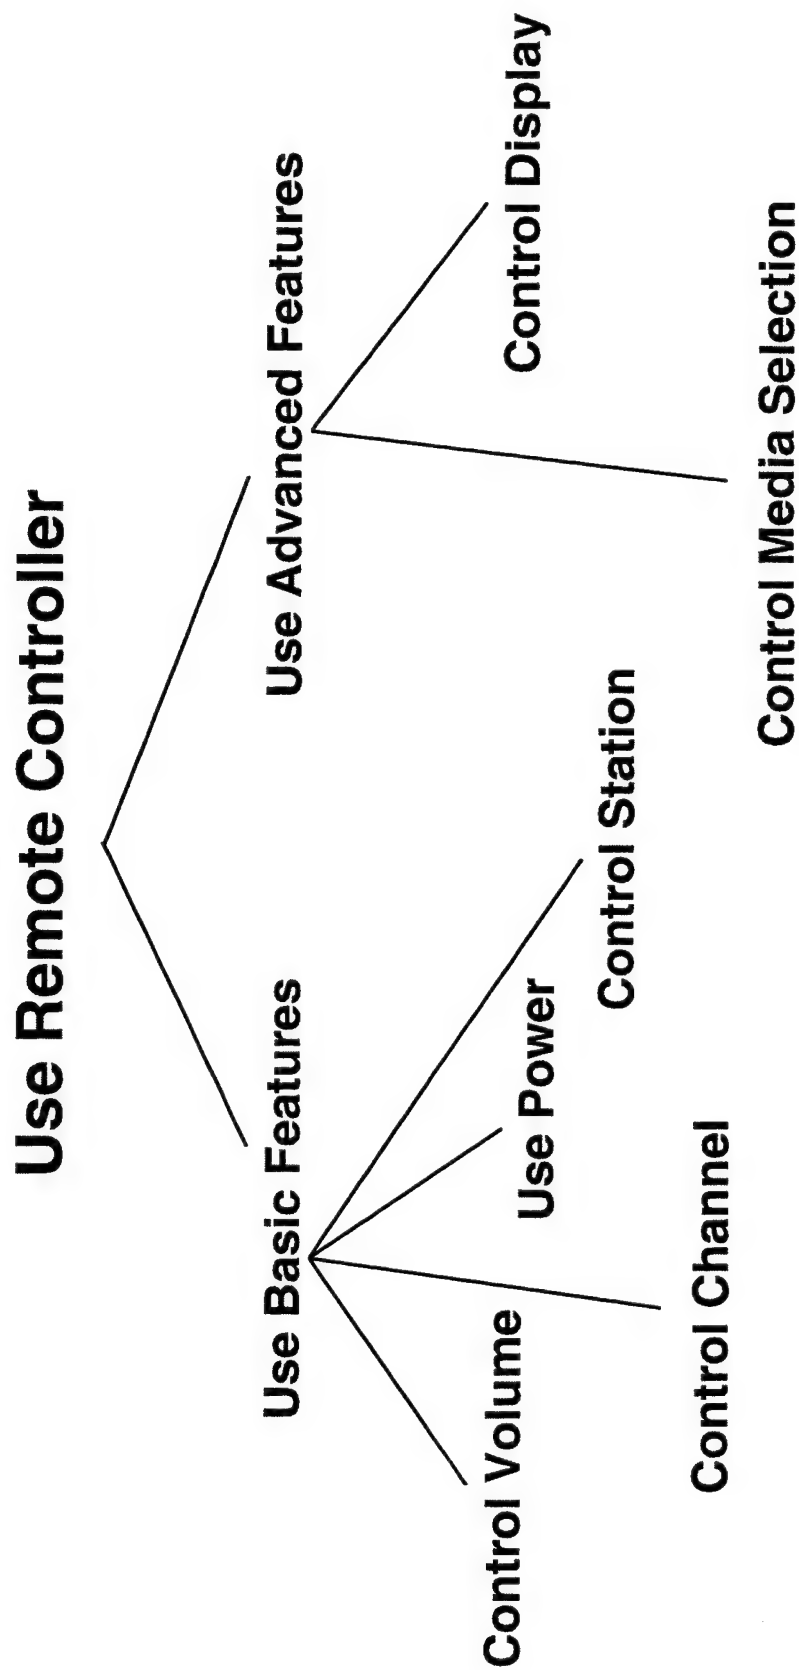 Use Remote Controller
Use Basic Features
Use Advanced Features
Control Volume
Control Channel
Use Power
Control Station
Control Media Selection
Control Display